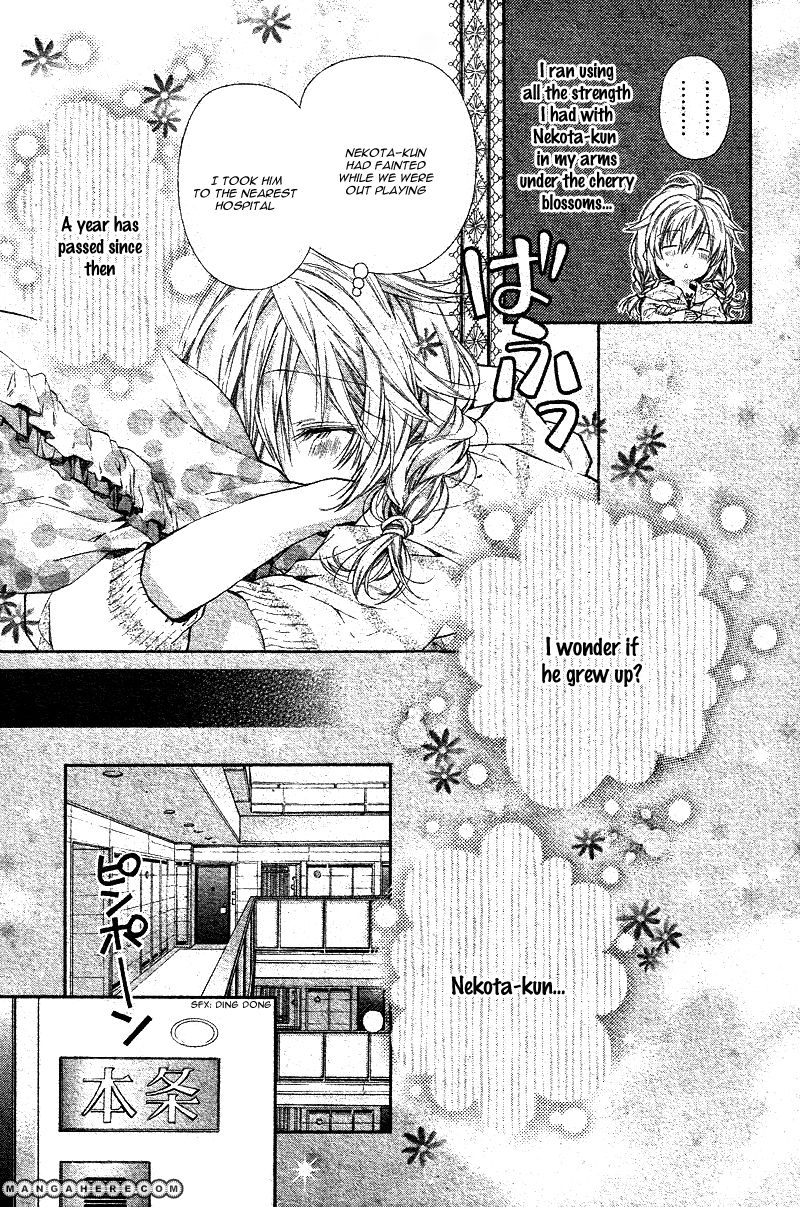 .......
.......
I ran using
all the strength
I had with
Nekota-kun
in my arms
under the cherry
blossoms...
NEKOTA-KUN
HAD FAINTED
WHILE WE WERE
OUT PLAYING
I TOOK HIM
TO THE NEAREST
HOSPITAL
A year has
passed since
then
ばふっ
I wonder if
he grew up?
Nekota-kun...
ピンポーン
SFX: DING DONG
本条
MANGAHERE.COM